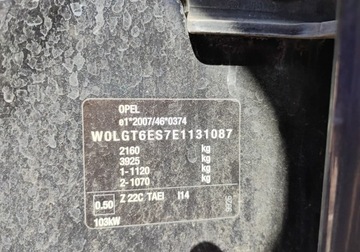 OPEL
e1*2007/46*0374
W0LGT6ES7E1131087
2160 kg
3925 kg
1-1120 kg
2-1070 kg
0.50 Z 22C TAEI I14
103kW